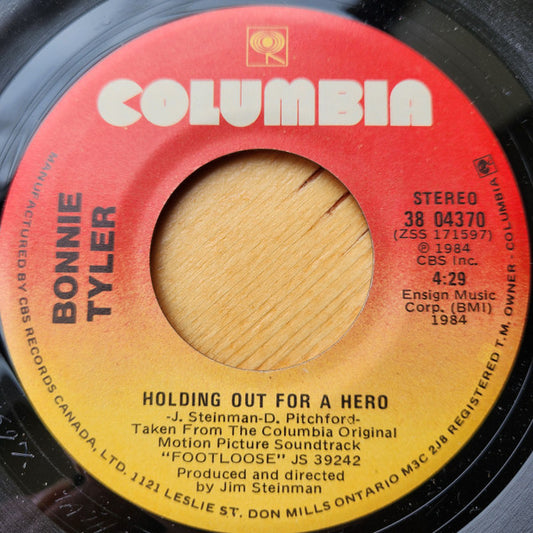 COLUMBIA
BONNIE
TYLER
STEREO
38 04370
(ZSS 171597)
℗ 1984
CBS Inc.
4:29
Ensign Music
Corp. (BMI)
1984
HOLDING OUT FOR A HERO
-J. Steinman-D. Pitchford-
Taken From The Columbia Original
Motion Picture Soundtrack
"FOOTLOOSE" JS 39242
Produced and directed
by Jim Steinman
MANUFACTURED BY CBS RECORDS CANADA, LTD. 1121 LESLIE ST. DON MILLS ONTARIO M3C 2J8 REGISTERED T.M. OWNER - COLUMBIA